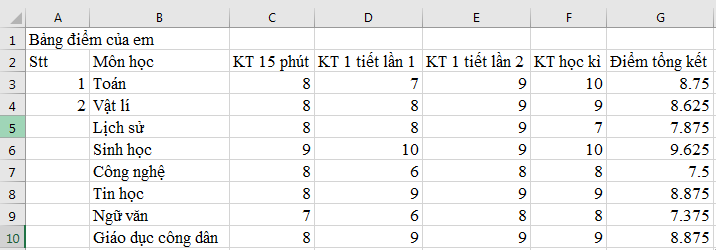 A B C D E F G
1 Bảng điểm của em
2 Stt Môn học KT 15 phút KT 1 tiết lần 1 KT 1 tiết lần 2 KT học kì Điểm tổng kết
3 1 Toán 8 7 9 10 8.75
4 2 Vật lí 8 8 9 9 8.625
5 Lịch sử 8 8 9 7 7.875
6 Sinh học 9 10 9 10 9.625
7 Công nghệ 8 6 8 8 7.5
8 Tin học 8 9 9 9 8.875
9 Ngữ văn 7 6 8 8 7.375
10 Giáo dục công dân 8 9 9 9 8.875